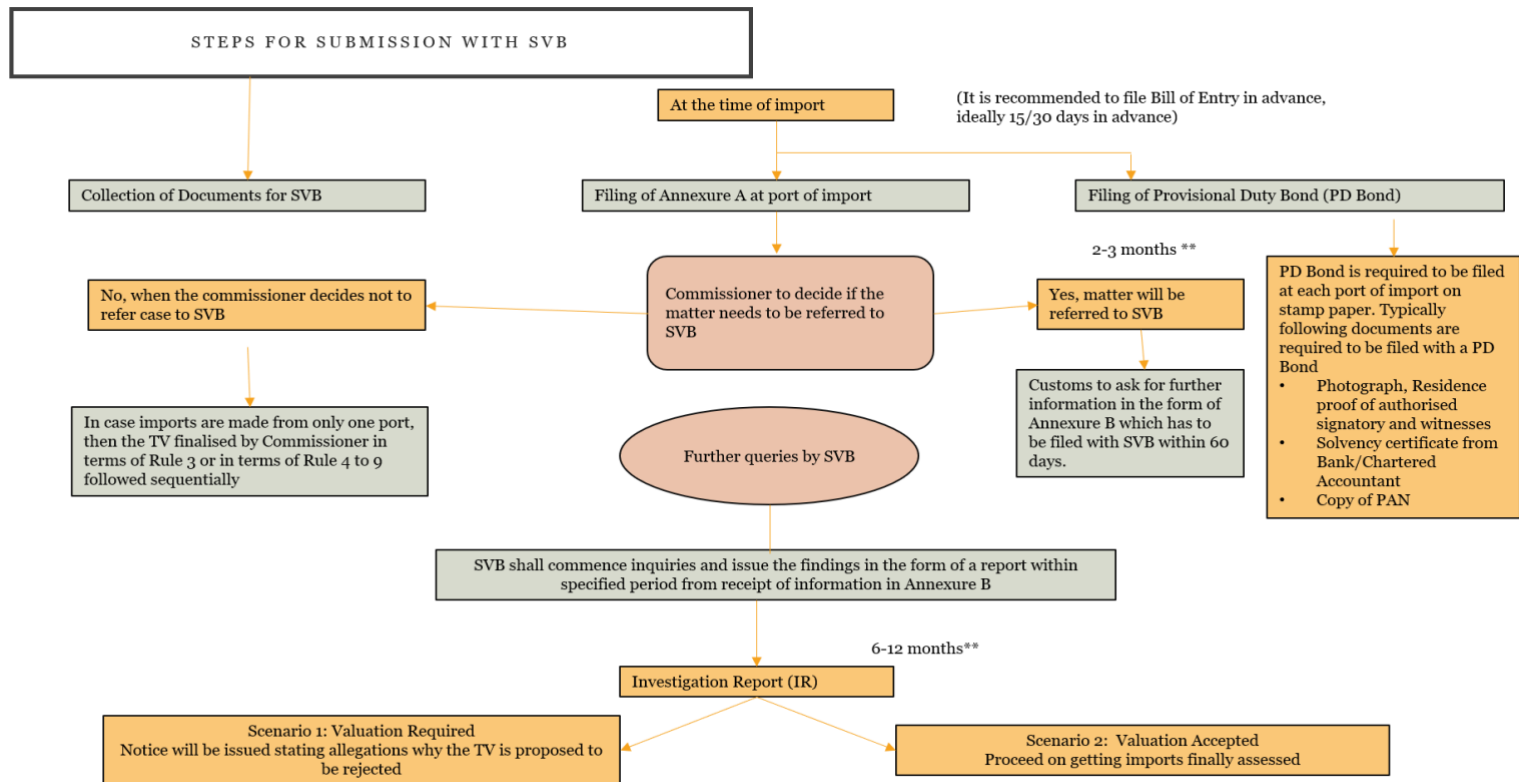 STEPS FOR SUBMISSION WITH SVB
At the time of import
(It is recommended to file Bill of Entry in advance,
ideally 15/30 days in advance)
Collection of Documents for SVB
Filing of Annexure A at port of import
Filing of Provisional Duty Bond (PD Bond)
2-3 months **
No, when the commissioner decides not to
refer case to SVB
Commissioner to decide if the
matter needs to be referred to
SVB
Yes, matter will be
referred to SVB
PD Bond is required to be filed
at each port of import on
stamp paper. Typically
following documents are
required to be filed with a PD
Bond
• Photograph, Residence
proof of authorised
signatory and witnesses
• Solvency certificate from
Bank/Chartered
Accountant
• Copy of PAN
In case imports are made from only one port,
then the TV finalised by Commissioner in
terms of Rule 3 or in terms of Rule 4 to 9
followed sequentially
Customs to ask for further
information in the form of
Annexure B which has to
be filed with SVB within 60
days.
Further queries by SVB
SVB shall commence inquiries and issue the findings in the form of a report within
specified period from receipt of information in Annexure B
6-12 months**
Investigation Report (IR)
Scenario 1: Valuation Required
Notice will be issued stating allegations why the TV is proposed to
be rejected
Scenario 2: Valuation Accepted
Proceed on getting imports finally assessed